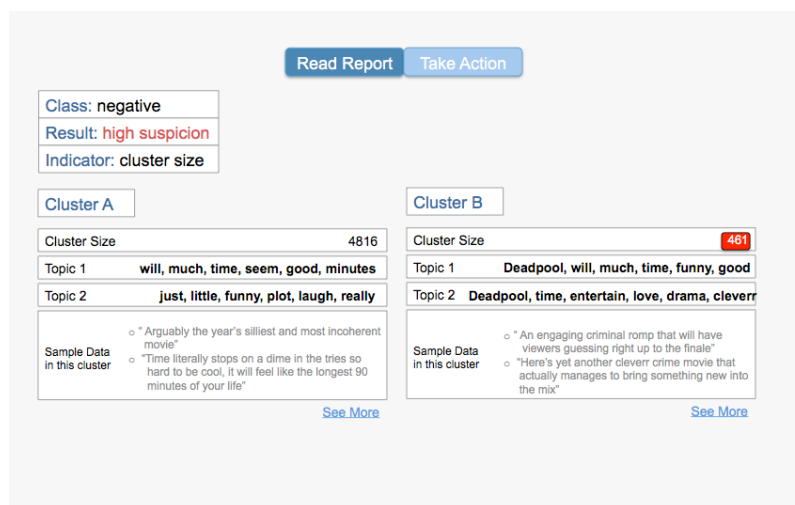 Read Report Take Action
Class: negative
Result: high suspicion
Indicator: cluster size
Cluster A
Cluster Size 4816
Topic 1 will, much, time, seem, good, minutes
Topic 2 just, little, funny, plot, laugh, really
Sample Data
in this cluster
o " Arguably the year's silliest and most incoherent
movie"
o "Time literally stops on a dime in the tries so
hard to be cool, it will feel like the longest 90
minutes of your life"
See More
Cluster B
Cluster Size 461
Topic 1 Deadpool, will, much, time, funny, good
Topic 2 Deadpool, time, entertain, love, drama, cleverr
Sample Data
in this cluster
o " An engaging criminal romp that will have
viewers guessing right up to the finale"
o "Here's yet another cleverr crime movie that
actually manages to bring something new into
the mix"
See More